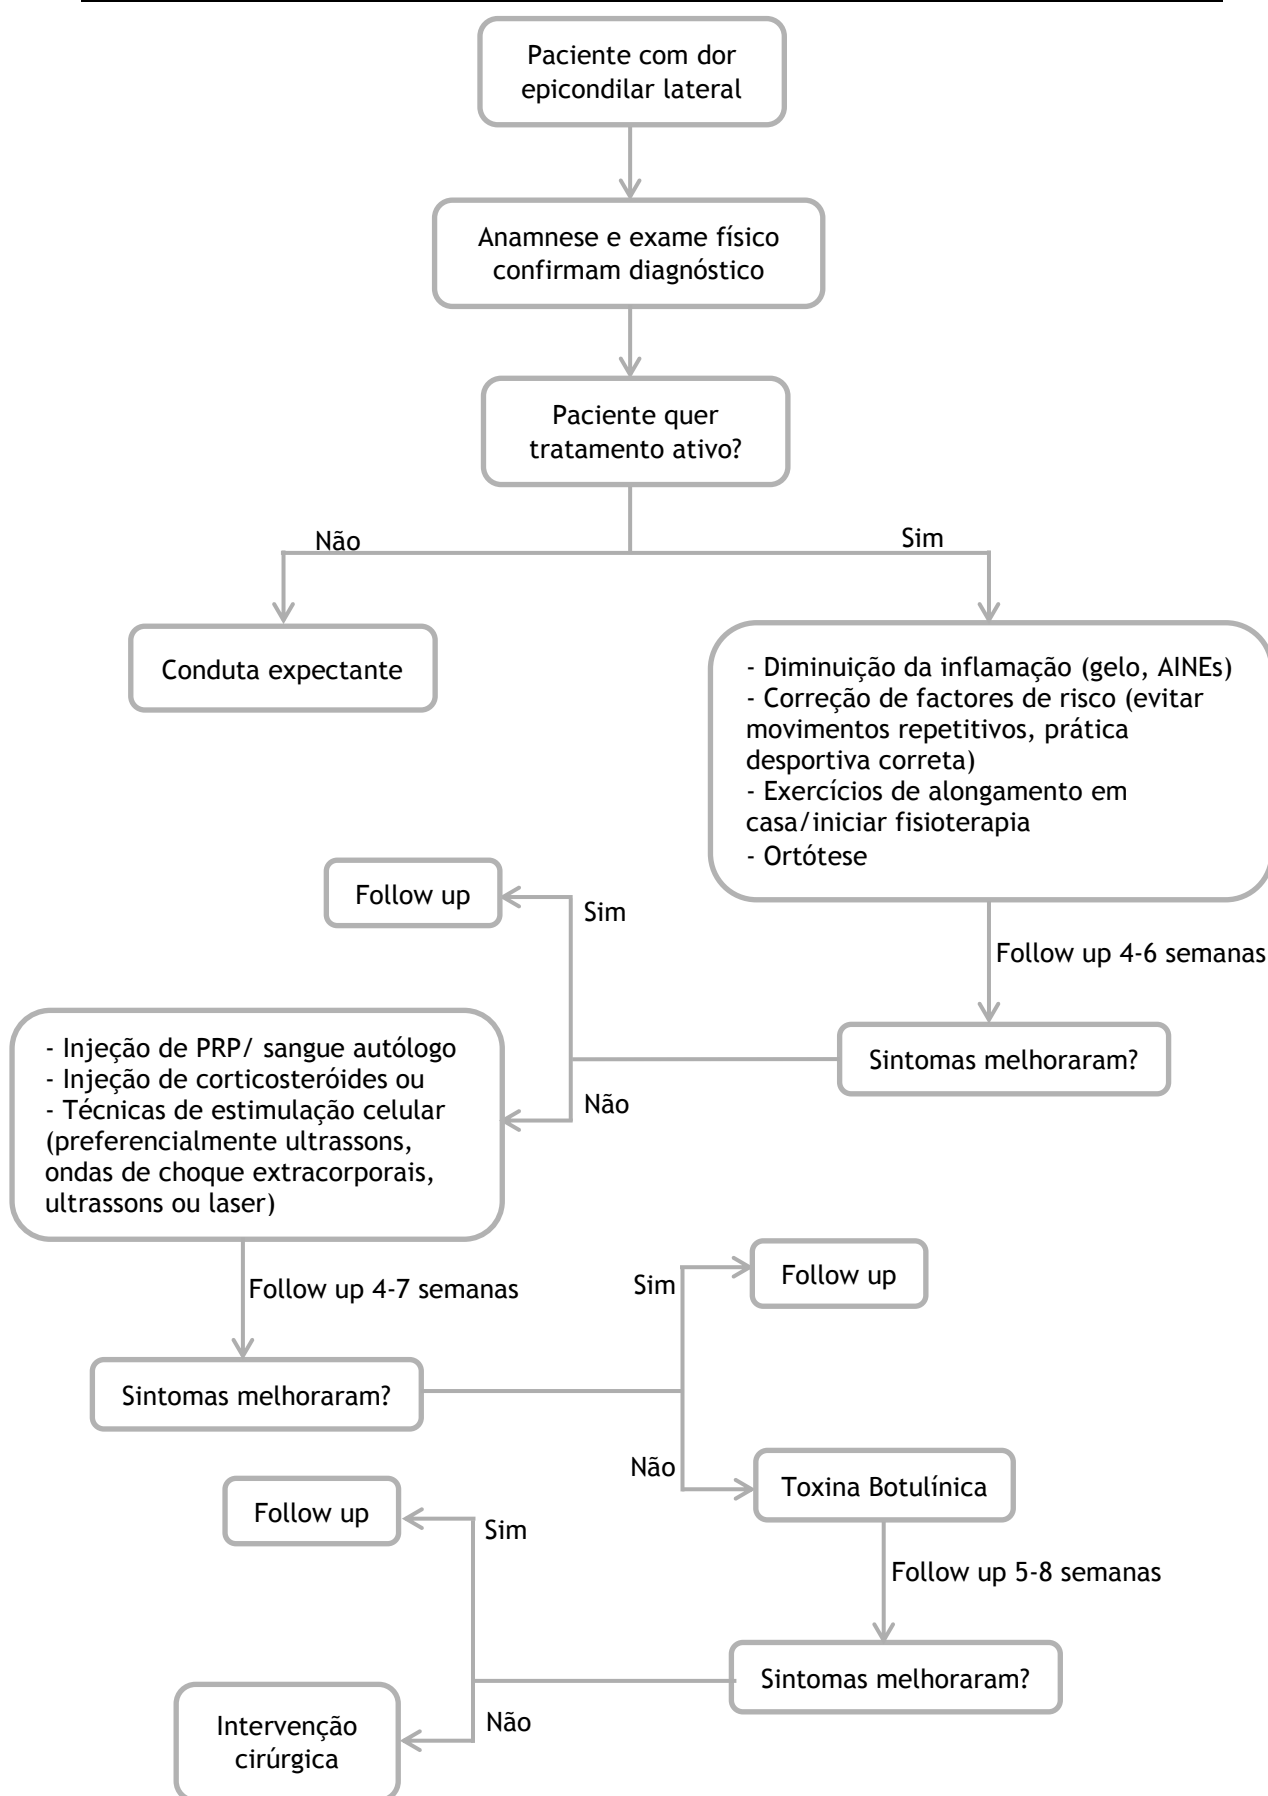 Paciente com dor
epicondilar lateral
Anamnese e exame físico
confirmam diagnóstico
Paciente quer
tratamento ativo?
Não
Sim
Conduta expectante
- Diminuição da inflamação (gelo, AINEs)
- Correção de factores de risco (evitar
movimentos repetitivos, prática
desportiva correta)
- Exercícios de alongamento em
casa/iniciar fisioterapia
- Ortótese
Follow up
Sim
Follow up 4-6 semanas
- Injeção de PRP/ sangue autólogo
- Injeção de corticosteróides ou
- Técnicas de estimulação celular
(preferencialmente ultrassons,
ondas de choque extracorporais,
ultrassons ou laser)
Não
Sintomas melhoraram?
Follow up 4-7 semanas
Sim
Follow up
Sintomas melhoraram?
Não
Toxina Botulínica
Follow up
Sim
Follow up 5-8 semanas
Sintomas melhoraram?
Não
Intervenção
cirúrgica